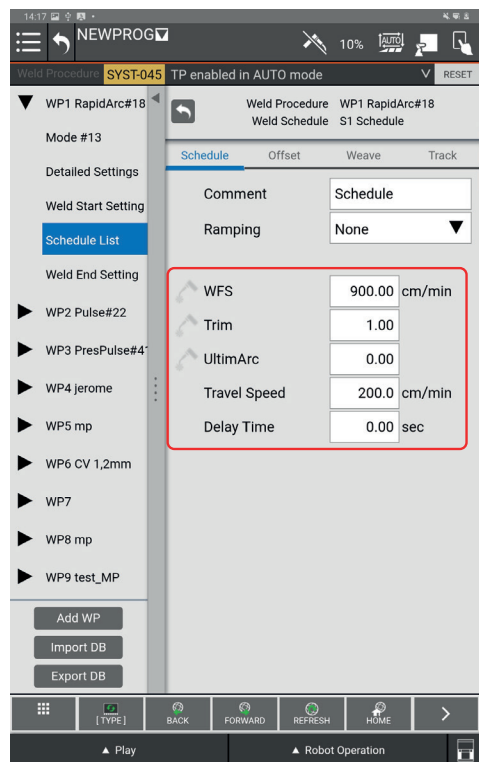 14:17
NEWPROG
10%
AUTO
Weld Procedure SYST-045 TP enabled in AUTO mode RESET
WP1 RapidArc#18
Mode #13
Detailed Settings
Weld Start Setting
Schedule List
Weld End Setting
WP2 Pulse#22
WP3 PresPulse#4
WP4 jerome
WP5 mp
WP6 CV 1,2mm
WP7
WP8 mp
WP9 test_MP
Add WP
Import DB
Export DB
Weld Procedure WP1 RapidArc#18
Weld Schedule S1 Schedule
Schedule Offset Weave Track
Comment Schedule
Ramping None
WFS 900.00 cm/min
Trim 1.00
UltimArc 0.00
Travel Speed 200.0 cm/min
Delay Time 0.00 sec
[ TYPE ] BACK FORWARD REFRESH HOME
▲ Play ▲ Robot Operation